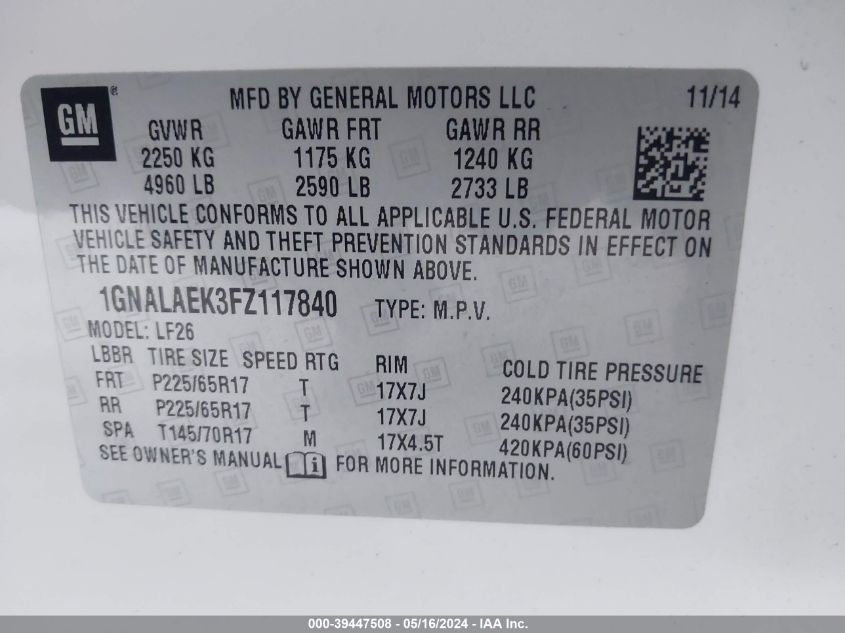 GM ® MFD BY GENERAL MOTORS LLC 11/14
GVWR GAWR FRT GAWR RR
2250 KG 1175 KG 1240 KG
4960 LB 2590 LB 2733 LB
THIS VEHICLE CONFORMS TO ALL APPLICABLE U.S. FEDERAL MOTOR
VEHICLE SAFETY AND THEFT PREVENTION STANDARDS IN EFFECT ON
THE DATE OF MANUFACTURE SHOWN ABOVE.
1GNALAEK3FZ117840 TYPE: M.P.V.
MODEL: LF26
LBBR TIRE SIZE SPEED RTG RIM COLD TIRE PRESSURE
FRT P225/65R17 T 17X7J 240KPA(35PSI)
RR P225/65R17 T 17X7J 240KPA(35PSI)
SPA T145/70R17 M 17X4.5T 420KPA(60PSI)
SEE OWNER'S MANUAL i FOR MORE INFORMATION.
000-39447508 - 05/16/2024 - IAA Inc.